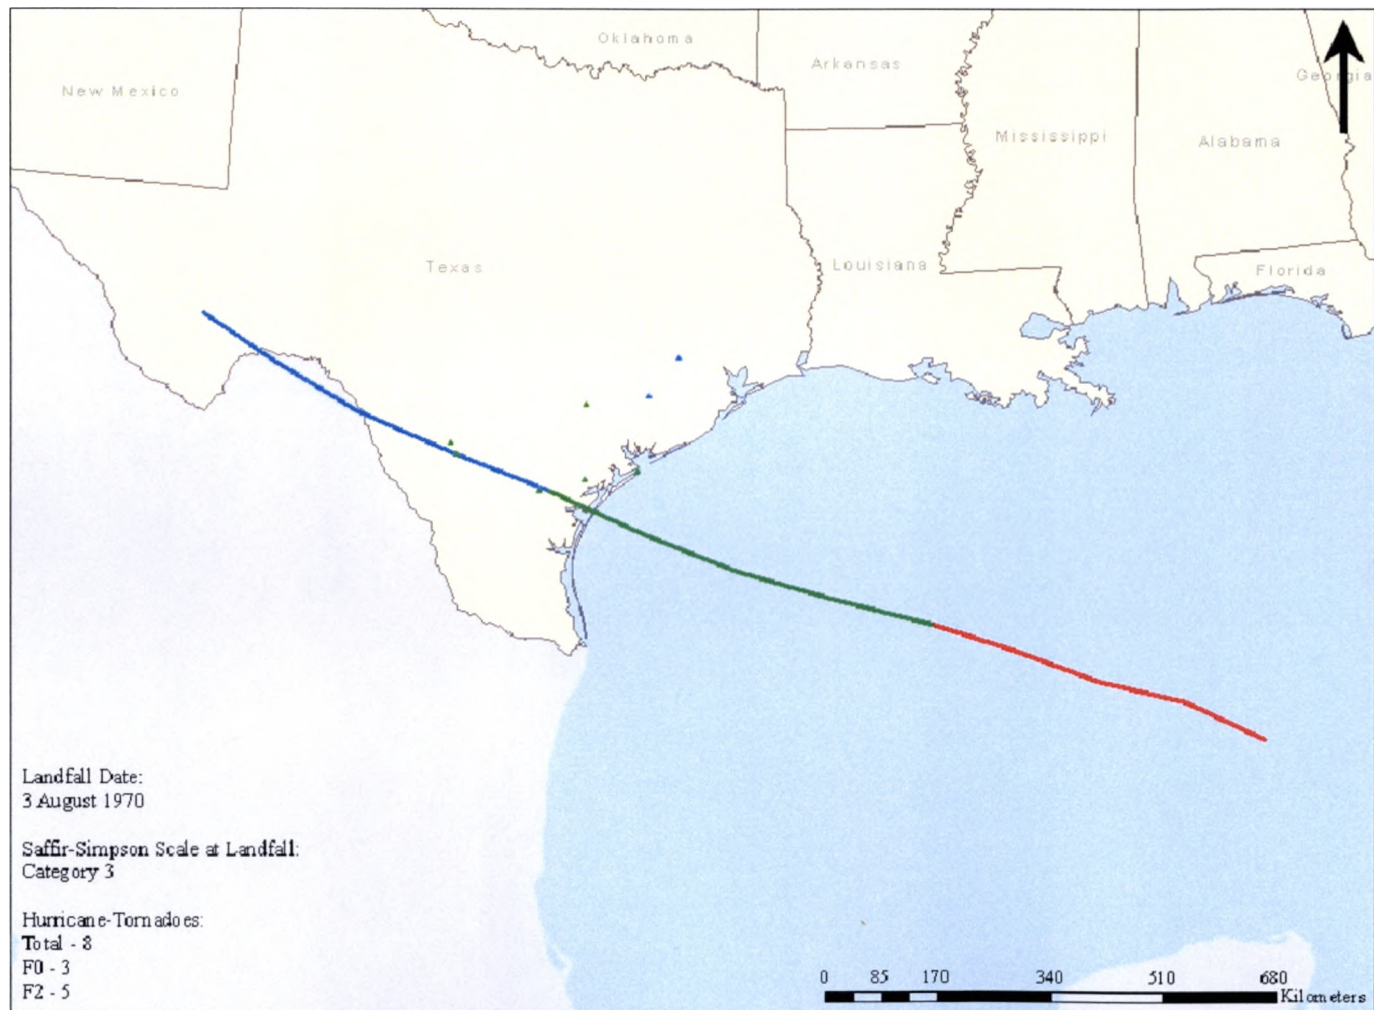 Oklahoma
Arkansas
Georgia
New Mexico
Mississippi
Alabama
Texas
Louisiana
Florida
Landfall Date:
3 August 1970
Saffir-Simpson Scale at Landfall:
Category 3
Hurricane-Tornadoes:
Total - 8
F0 - 3
F2 - 5
0 85 170 340 510 680
Kilometers